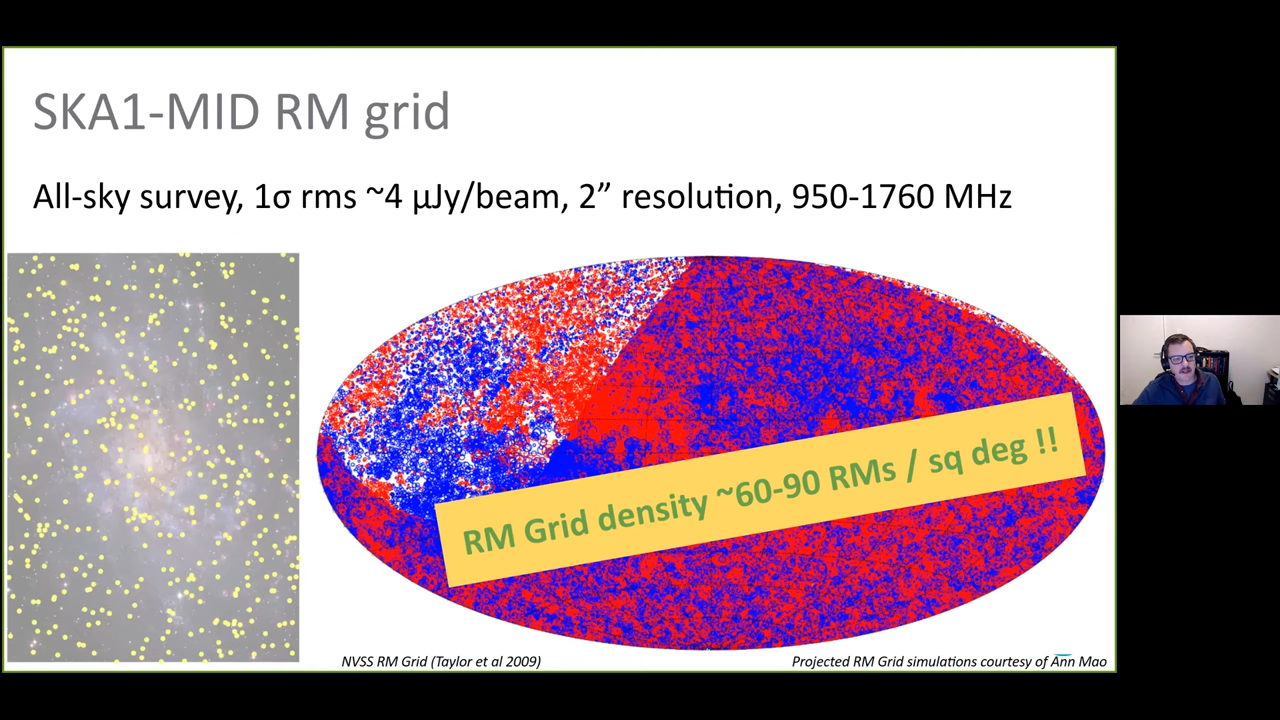 SKA1-MID RM grid
All-sky survey, 1σ rms ~4 µJy/beam, 2” resolution, 950-1760 MHz
RM Grid density ~60-90 RMs / sq deg !!
NVSS RM Grid (Taylor et al 2009)
Projected RM Grid simulations courtesy of Ann Mao